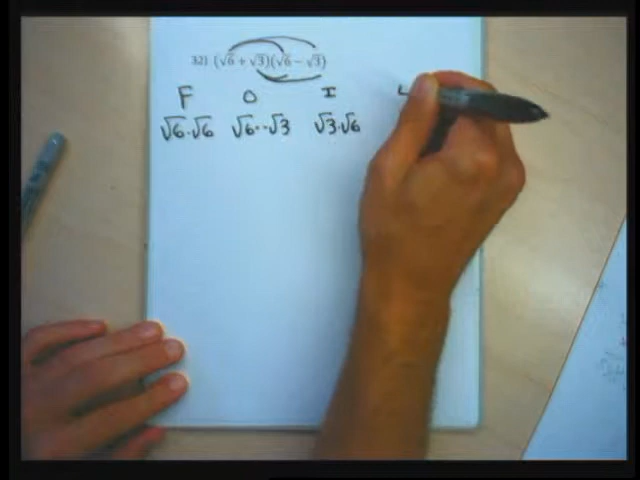 32) (√6 + √3)(√6 − √3)
F O I L
√6·√6 √6·-√3 √3·√6